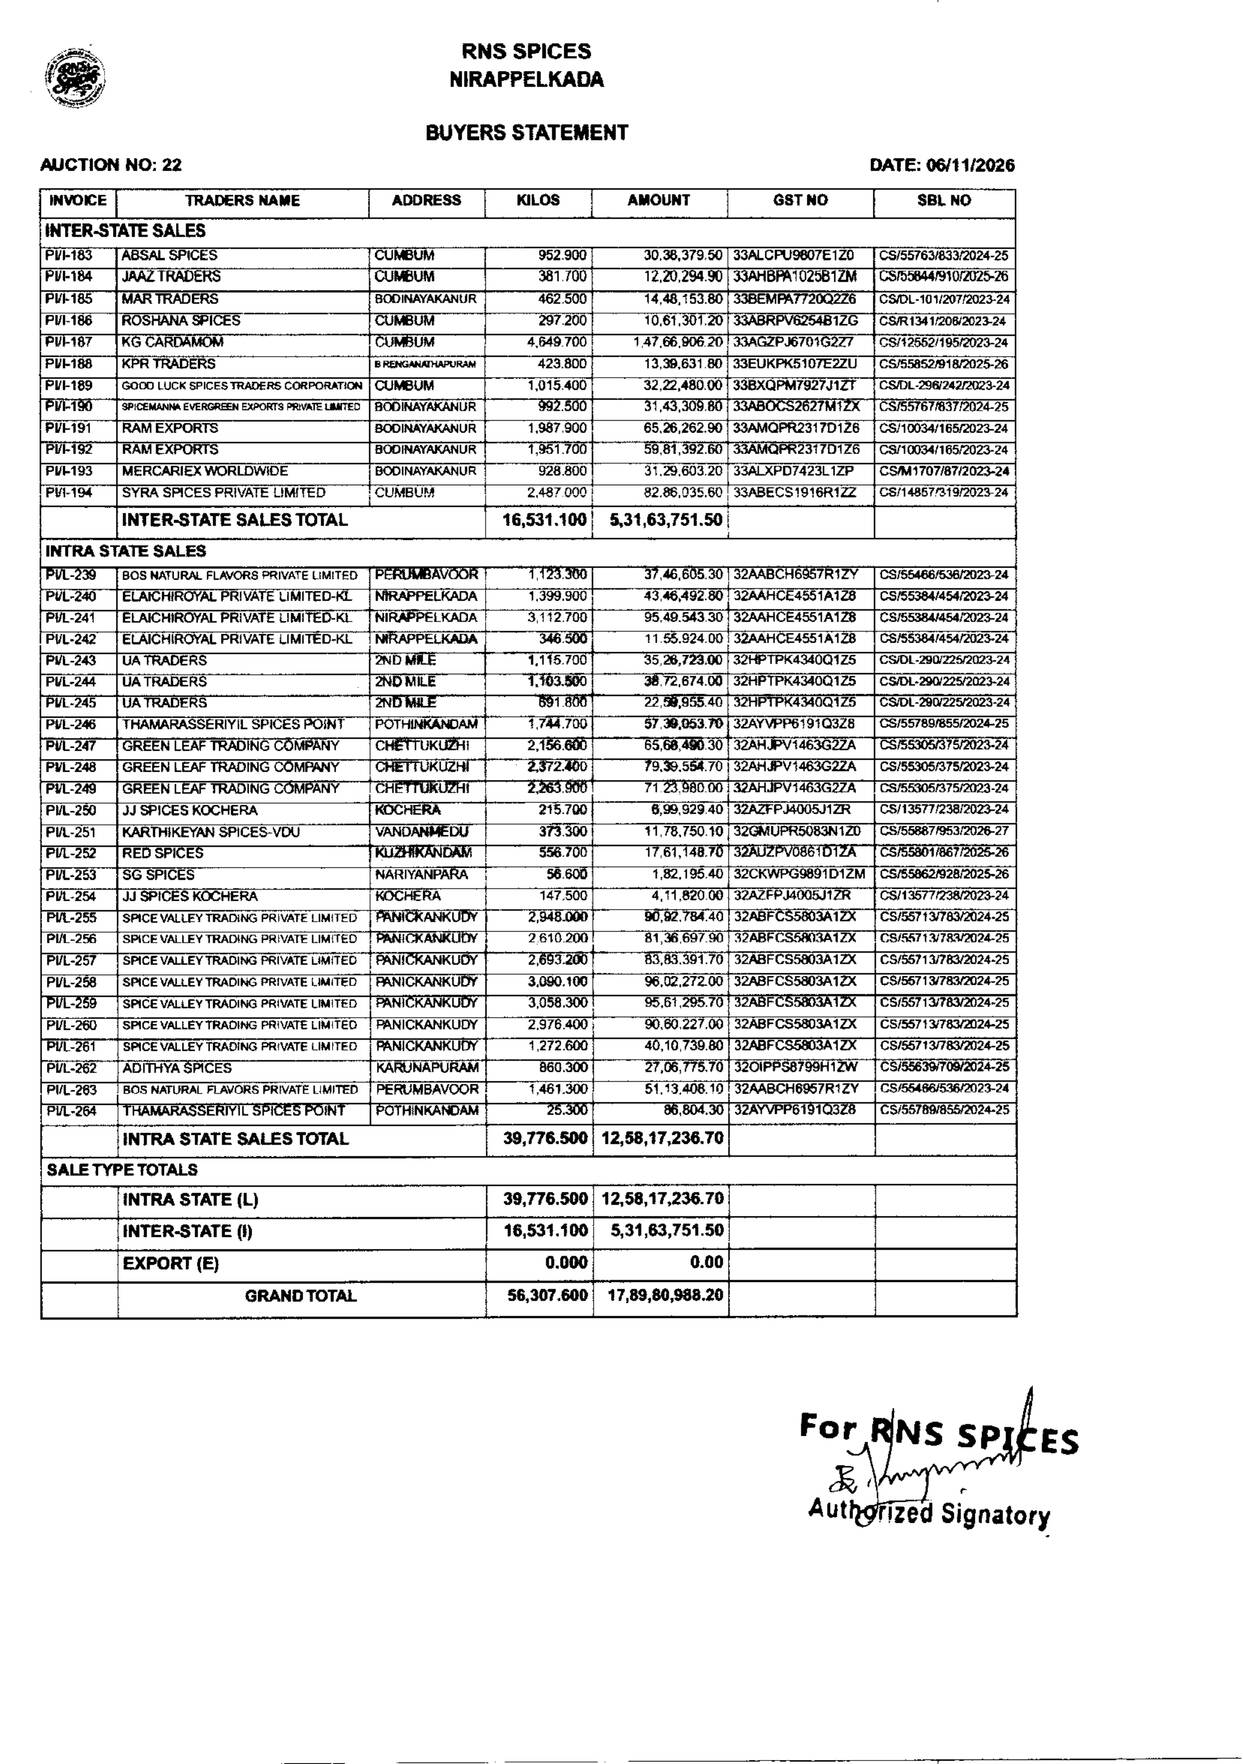 RNS SPICES
NIRAPPELKADA
BUYERS STATEMENT
AUCTION NO: 22 DATE: 06/11/2026
INVOICE TRADERS NAME ADDRESS KILOS AMOUNT GST NO SBL NO
INTER-STATE SALES
PI/I-183 ABSAL SPICES CUMBUM 952.900 30,38,379.50 33ALCPU9807E1Z0 CS/55763/833/2024-25
PI/I-184 JAAZ TRADERS CUMBUM 381.700 12,20,294.90 33AHBPA1025B1ZM CS/55844/910/2025-26
PI/I-185 MAR TRADERS BODINAYAKANUR 462.500 14,48,153.80 33BEMPA7720Q2Z6 CS/DL-101/207/2023-24
PI/I-186 ROSHANA SPICES CUMBUM 297.200 10,61,301.20 33ABRPV6254B1ZG CS/R1341/206/2023-24
PI/I-187 KG CARDAMOM CUMBUM 4,649.700 1,47,66,906.20 33AGZPJ6701G2Z7 CS/12552/195/2023-24
PI/I-188 KPR TRADERS B RENGANATHAPURAM 423.800 13,39,631.80 33EUKPK5107E2ZU CS/55852/918/2025-26
PI/I-189 GOOD LUCK SPICES TRADERS CORPORATION CUMBUM 1,015.400 32,22,480.00 33BXQPM7927J1ZT CS/DL-296/242/2023-24
PI/I-190 SPICEMANNA EVERGREEN EXPORTS PRIVATE LIMITED BODINAYAKANUR 992.500 31,43,309.80 33ABOCS2627M1ZX CS/55767/837/2024-25
PI/I-191 RAM EXPORTS BODINAYAKANUR 1,987.900 65,26,262.90 33AMQPR2317D1Z6 CS/10034/165/2023-24
PI/I-192 RAM EXPORTS BODINAYAKANUR 1,951.700 59,81,392.60 33AMQPR2317D1Z6 CS/10034/165/2023-24
PI/I-193 MERCARIEX WORLDWIDE BODINAYAKANUR 928.800 31,29,603.20 33ALXPD7423L1ZP CS/M1707/87/2023-24
PI/I-194 SYRA SPICES PRIVATE LIMITED CUMBUM 2,487.000 82,86,035.60 33ABECS1916R1ZZ CS/14857/319/2023-24
INTER-STATE SALES TOTAL 16,531.100 5,31,63,751.50
INTRA STATE SALES
PI/L-239 BOS NATURAL FLAVORS PRIVATE LIMITED PERUMBAVOOR 1,123.300 37,46,605.30 32AABCH6957R1ZY CS/55466/536/2023-24
PI/L-240 ELAICHIROYAL PRIVATE LIMITED-KL NIRAPPELKADA 1,399.900 43,46,492.80 32AAHCE4551A1Z8 CS/55384/454/2023-24
PI/L-241 ELAICHIROYAL PRIVATE LIMITED-KL NIRAPPELKADA 3,112.700 95,49,543.30 32AAHCE4551A1Z8 CS/55384/454/2023-24
PI/L-242 ELAICHIROYAL PRIVATE LIMITED-KL NIRAPPELKADA 346.500 11,55,924.00 32AAHCE4551A1Z8 CS/55384/454/2023-24
PI/L-243 UA TRADERS 2ND MILE 1,115.700 35,26,723.00 32HPTPK4340Q1Z5 CS/DL-290/225/2023-24
PI/L-244 UA TRADERS 2ND MILE 1,103.500 38,72,674.00 32HPTPK4340Q1Z5 CS/DL-290/225/2023-24
PI/L-245 UA TRADERS 2ND MILE 691.800 22,59,955.40 32HPTPK4340Q1Z5 CS/DL-290/225/2023-24
PI/L-246 THAMARASSERIYIL SPICES POINT POTHINKANDAM 1,744.700 57,39,053.70 32AYVPP6191Q3Z8 CS/55789/855/2024-25
PI/L-247 GREEN LEAF TRADING COMPANY CHETTUKUZHI 2,156.600 65,68,490.30 32AHJPV1463G2ZA CS/55305/375/2023-24
PI/L-248 GREEN LEAF TRADING COMPANY CHETTUKUZHI 2,372.400 79,39,554.70 32AHJPV1463G2ZA CS/55305/375/2023-24
PI/L-249 GREEN LEAF TRADING COMPANY CHETTUKUZHI 2,263.900 71,23,980.00 32AHJPV1463G2ZA CS/55305/375/2023-24
PI/L-250 JJ SPICES KOCHERA KOCHERA 215.700 6,99,929.40 32AZFPJ4005J1ZR CS/13577/238/2023-24
PI/L-251 KARTHIKEYAN SPICES-VDU VANDANMEDU 373.300 11,78,750.10 32GMUPR5083N1Z0 CS/55887/953/2026-27
PI/L-252 RED SPICES KUZHIKANDAM 556.700 17,61,148.70 32AUZPV0861D1ZA CS/55801/867/2025-26
PI/L-253 SG SPICES NARIYANPARA 56.600 1,82,195.40 32CKWPG9891D1ZM CS/55862/928/2025-26
PI/L-254 JJ SPICES KOCHERA KOCHERA 147.500 4,11,820.00 32AZFPJ4005J1ZR CS/13577/238/2023-24
PI/L-255 SPICE VALLEY TRADING PRIVATE LIMITED PANICKANKUDY 2,948.000 90,92,784.40 32ABFCS5803A1ZX CS/55713/783/2024-25
PI/L-256 SPICE VALLEY TRADING PRIVATE LIMITED PANICKANKUDY 2,610.200 81,36,697.90 32ABFCS5803A1ZX CS/55713/783/2024-25
PI/L-257 SPICE VALLEY TRADING PRIVATE LIMITED PANICKANKUDY 2,693.200 83,83,391.70 32ABFCS5803A1ZX CS/55713/783/2024-25
PI/L-258 SPICE VALLEY TRADING PRIVATE LIMITED PANICKANKUDY 3,090.100 96,02,272.00 32ABFCS5803A1ZX CS/55713/783/2024-25
PI/L-259 SPICE VALLEY TRADING PRIVATE LIMITED PANICKANKUDY 3,058.300 95,61,295.70 32ABFCS5803A1ZX CS/55713/783/2024-25
PI/L-260 SPICE VALLEY TRADING PRIVATE LIMITED PANICKANKUDY 2,976.400 90,60,227.00 32ABFCS5803A1ZX CS/55713/783/2024-25
PI/L-261 SPICE VALLEY TRADING PRIVATE LIMITED PANICKANKUDY 1,272.600 40,10,739.80 32ABFCS5803A1ZX CS/55713/783/2024-25
PI/L-262 ADITHYA SPICES KARUNAPURAM 860.300 27,06,775.70 32OIPPS8799H1ZW CS/55639/709/2024-25
PI/L-263 BOS NATURAL FLAVORS PRIVATE LIMITED PERUMBAVOOR 1,461.300 51,13,408.10 32AABCH6957R1ZY CS/55466/536/2023-24
PI/L-264 THAMARASSERIYIL SPICES POINT POTHINKANDAM 25.300 86,804.30 32AYVPP6191Q3Z8 CS/55789/855/2024-25
INTRA STATE SALES TOTAL 39,776.500 12,58,17,236.70
SALE TYPE TOTALS
INTRA STATE (L) 39,776.500 12,58,17,236.70
INTER-STATE (I) 16,531.100 5,31,63,751.50
EXPORT (E) 0.000 0.00
GRAND TOTAL 56,307.600 17,89,80,988.20
For RNS SPICES
Authorized Signatory